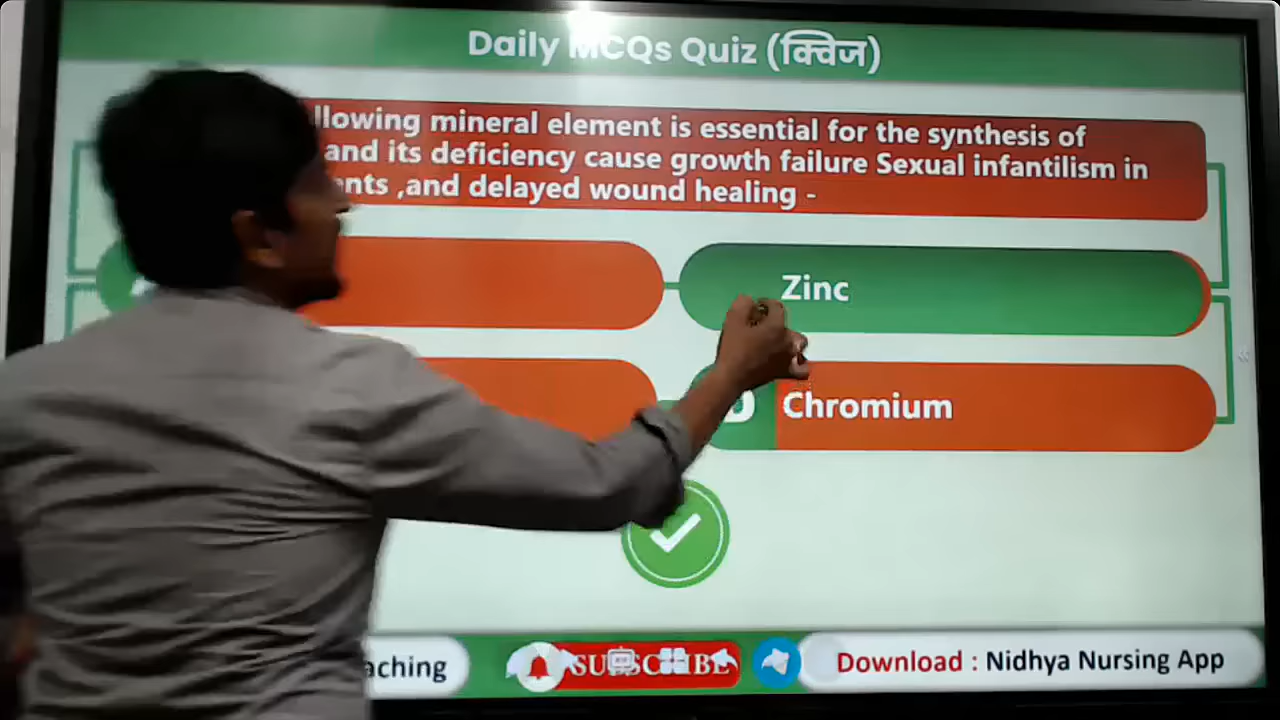 Daily MCQs Quiz (क्विज)
llowing mineral element is essential for the synthesis of
and its deficiency cause growth failure Sexual infantilism in
nts ,and delayed wound healing -
Zinc
D Chromium
aching
SUBSCRIBE
Download : Nidhya Nursing App